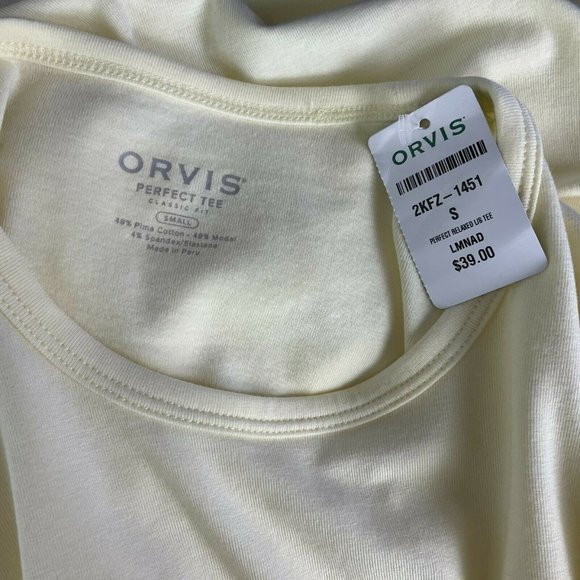 ORVIS®
PERFECT TEE™
CLASSIC FIT
SMALL
48% Pima Cotton - 48% Modal
4% Spandex/Elastane
Made in Peru
ORVIS®
2KFZ-1451
S
PERFECT RELAXED L/S TEE
LMNAD
$39.00